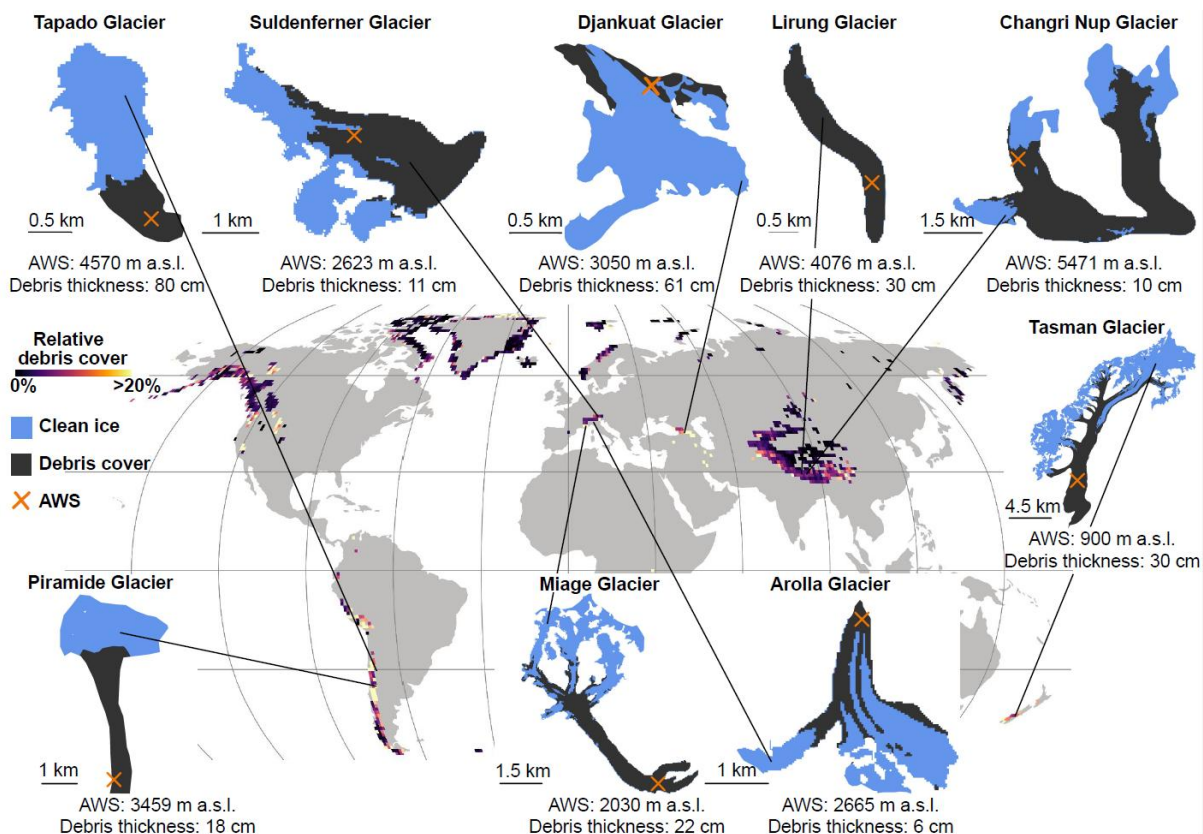 Tapado Glacier
0.5 km
AWS: 4570 m a.s.l.
Debris thickness: 80 cm
Suldenferner Glacier
1 km
AWS: 2623 m a.s.l.
Debris thickness: 11 cm
Djankuat Glacier
0.5 km
AWS: 3050 m a.s.l.
Debris thickness: 61 cm
Lirung Glacier
0.5 km
AWS: 4076 m a.s.l.
Debris thickness: 30 cm
Changri Nup Glacier
1.5 km
AWS: 5471 m a.s.l.
Debris thickness: 10 cm
Relative
debris cover
0% >20%
Clean ice
Debris cover
AWS
Tasman Glacier
4.5 km
AWS: 900 m a.s.l.
Debris thickness: 30 cm
Piramide Glacier
1 km
AWS: 3459 m a.s.l.
Debris thickness: 18 cm
Miage Glacier
1.5 km
AWS: 2030 m a.s.l.
Debris thickness: 22 cm
Arolla Glacier
1 km
AWS: 2665 m a.s.l.
Debris thickness: 6 cm